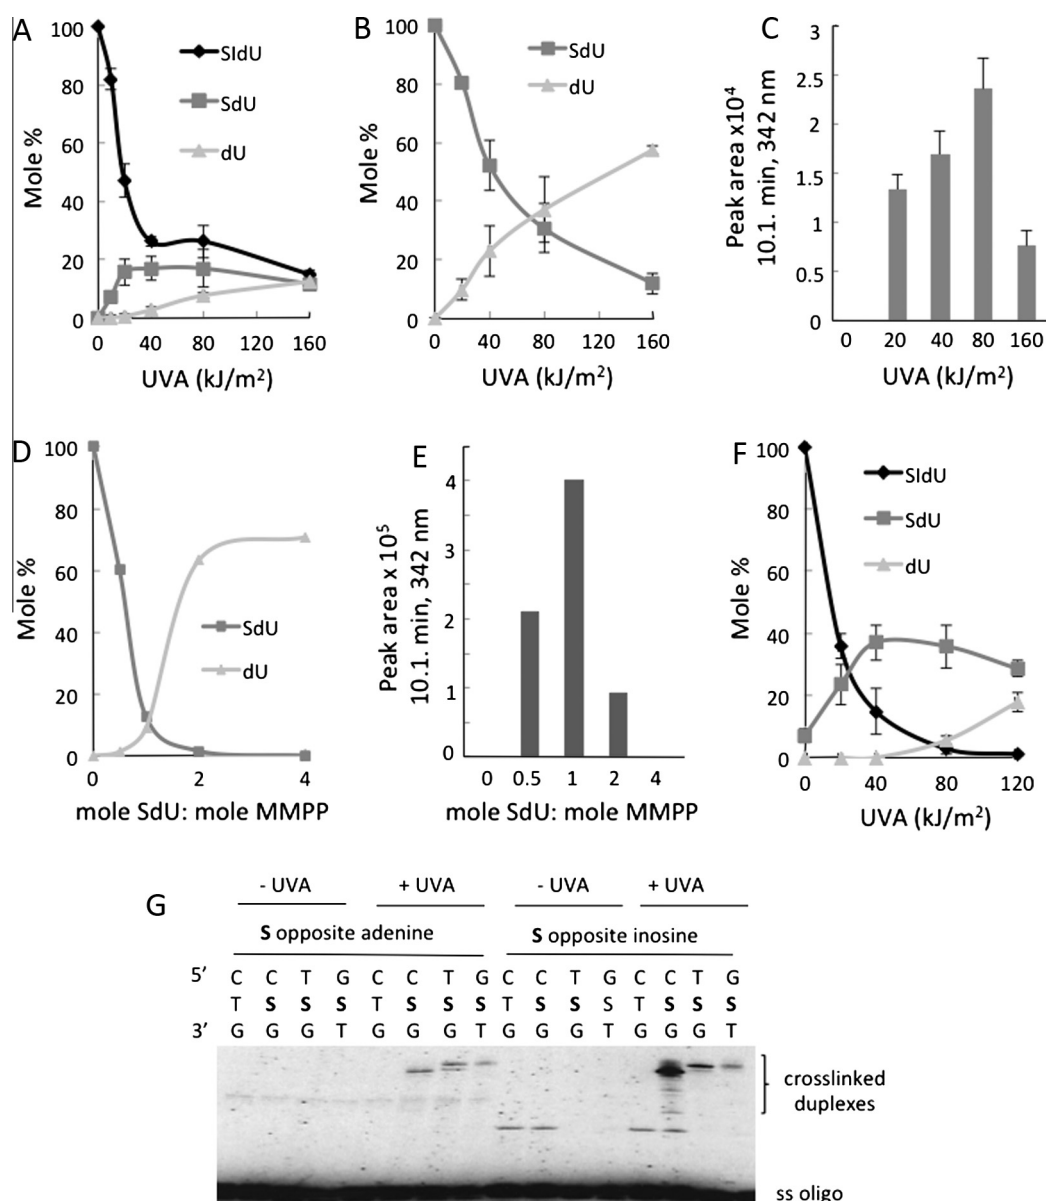 A
100
80
60
40
20
0
Mole %
SIdU
SdU
dU
0 40 80 120 160
UVA (kJ/m²)
B
100
80
60
40
20
0
Mole %
SdU
dU
0 40 80 120 160
UVA (kJ/m²)
C
3
2.5
2
1.5
1
0.5
0
Peak area x10⁴
10.1. min, 342 nm
0 20 40 80 160
UVA (kJ/m²)
D
100
80
60
40
20
0
Mole %
SdU
dU
0 2 4
mole SdU: mole MMPP
E
4
3
2
1
0
Peak area x 10⁵
10.1. min, 342 nm
0 0.5 1 2 4
mole SdU: mole MMPP
F
100
80
60
40
20
0
Mole %
SIdU
SdU
dU
0 40 80 120
UVA (kJ/m²)
G
- UVA + UVA - UVA + UVA
S opposite adenine S opposite inosine
5’ C C T G C C T G C C T G C C T G
T S S S T S S S T S S S T S S S
3’ G G G T G G G T G G G T G G G T
crosslinked
duplexes
ss oligo